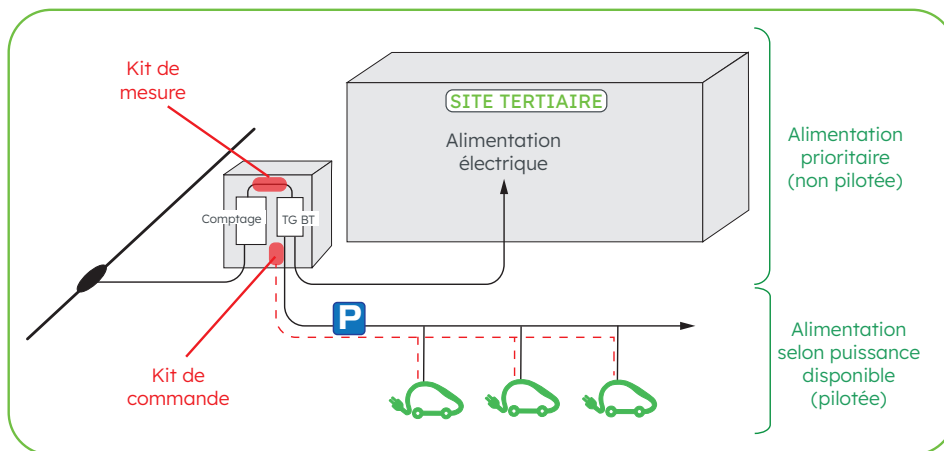 Kit de
mesure
SITE TERTIAIRE
Alimentation
électrique
Alimentation
prioritaire
(non pilotée)
Comptage
TG BT
P
Kit de
commande
Alimentation
selon puissance
disponible
(pilotée)